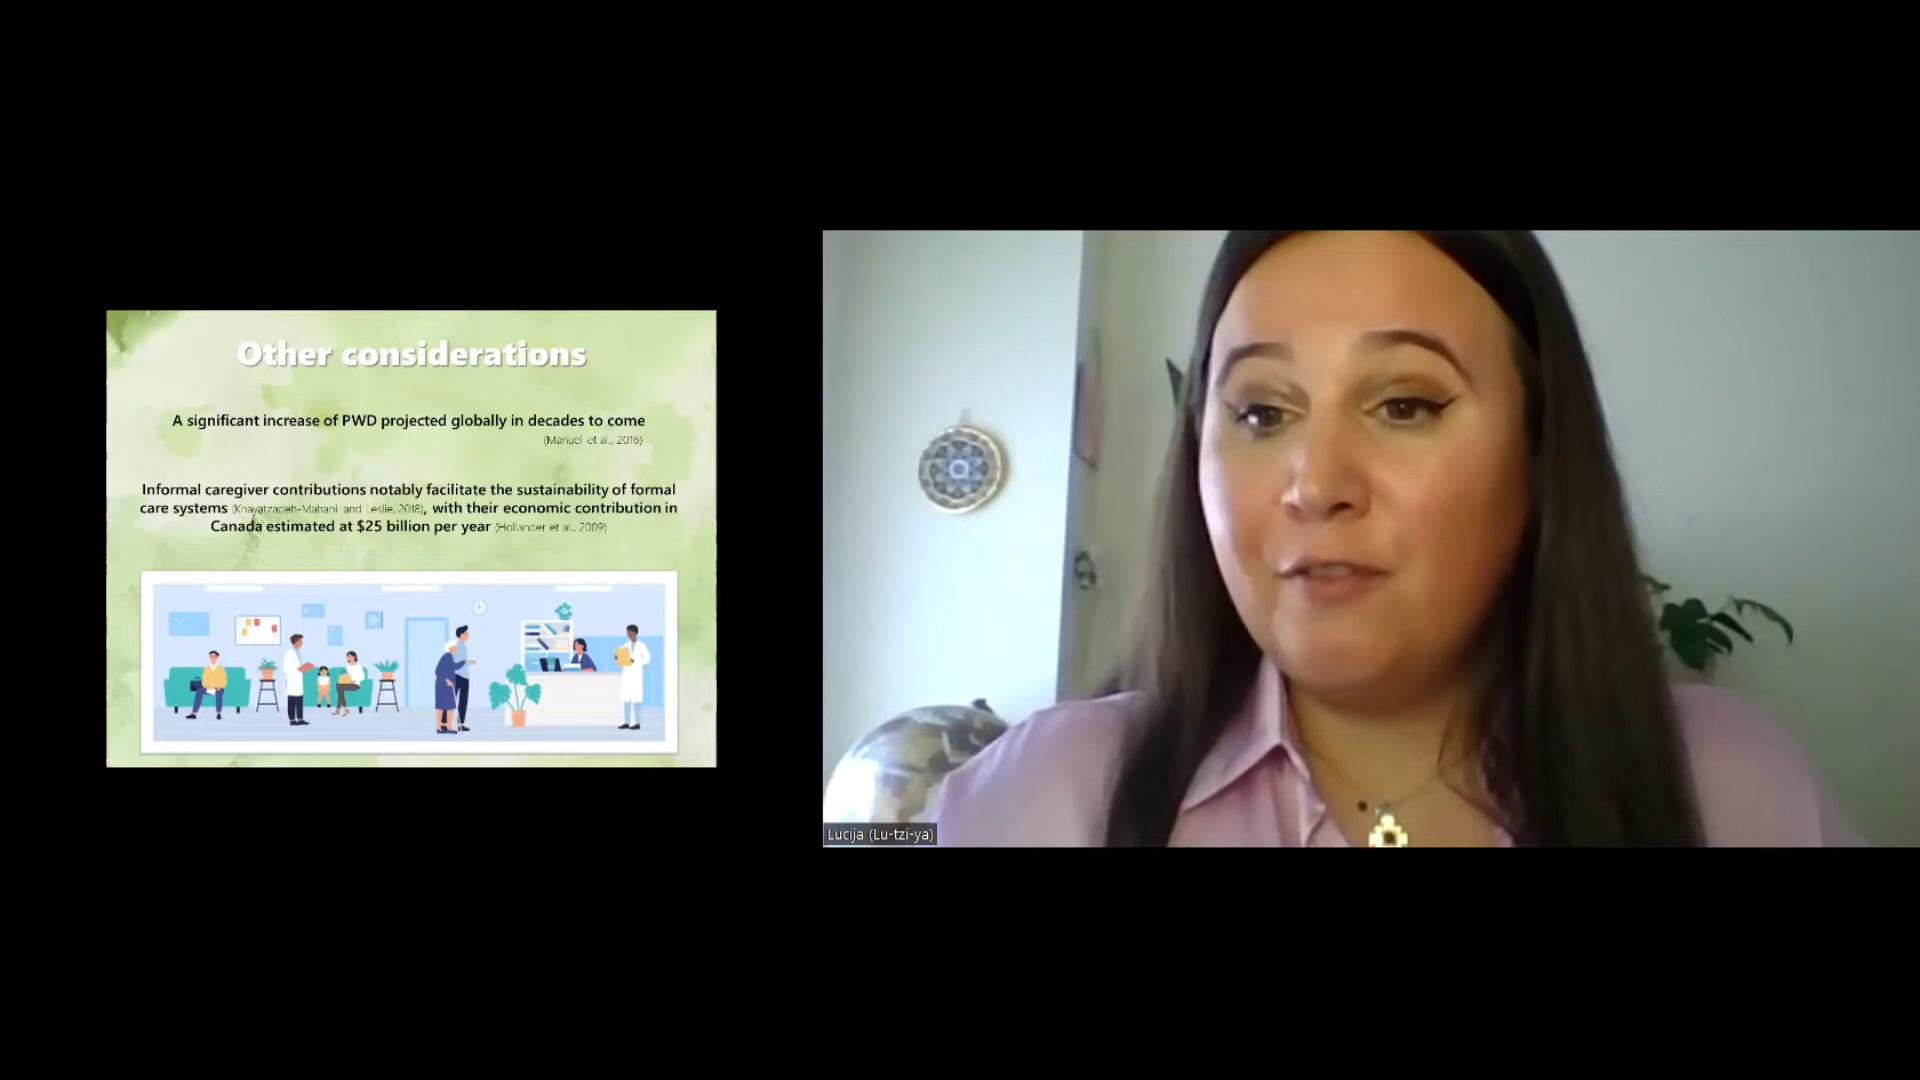 Other considerations
A significant increase of PWD projected globally in decades to come
(Manuel et al., 2016)
Informal caregiver contributions notably facilitate the sustainability of formal
care systems (Khayatzadeh-Mahani and Leslie, 2018), with their economic contribution in
Canada estimated at $25 billion per year (Hollander et al., 2009)
Lucija (Lu-tzi-ya)